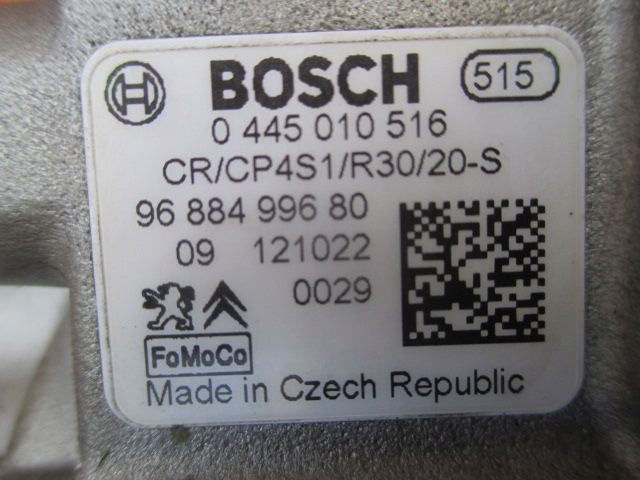 BOSCH 515
0 445 010 516
CR/CP4S1/R30/20-S
96 884 996 80
09 121022
0029
FoMoCo
Made in Czech Republic